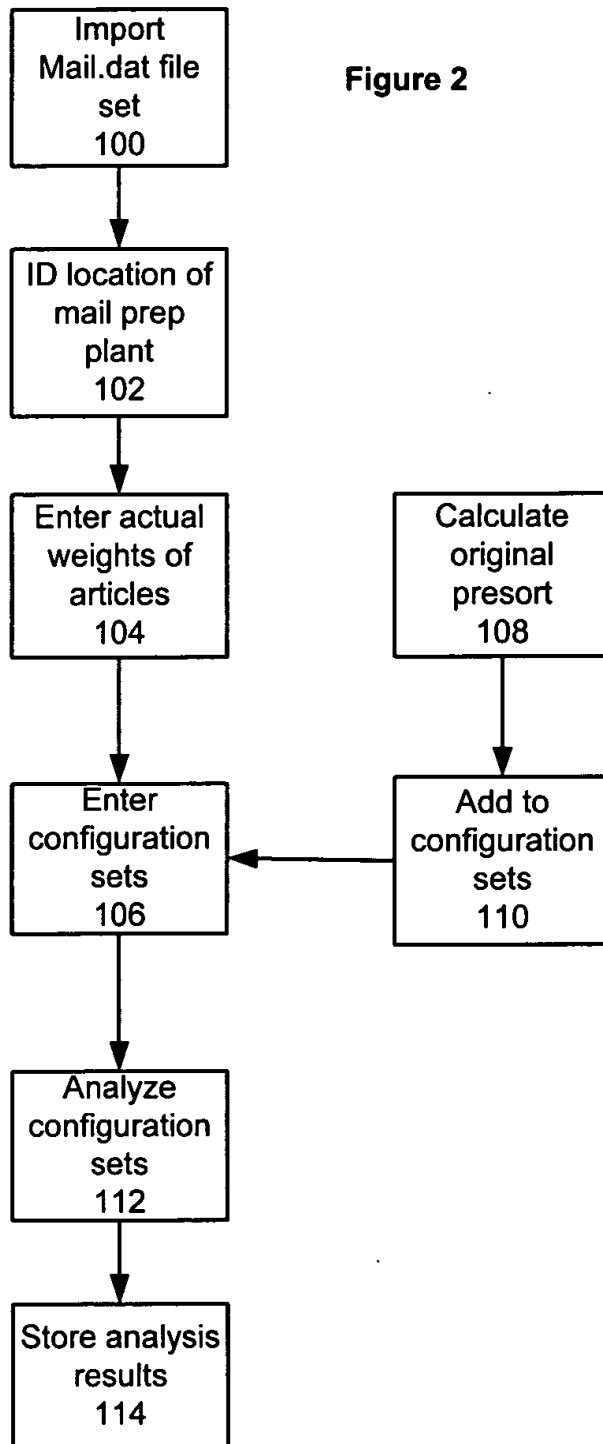 Import
Mail.dat file
set
100
Figure 2
ID location of
mail prep
plant
102
Enter actual
weights of
articles
104
Calculate
original
presort
108
Enter
configuration
sets
106
Add to
configuration
sets
110
Analyze
configuration
sets
112
Store analysis
results
114